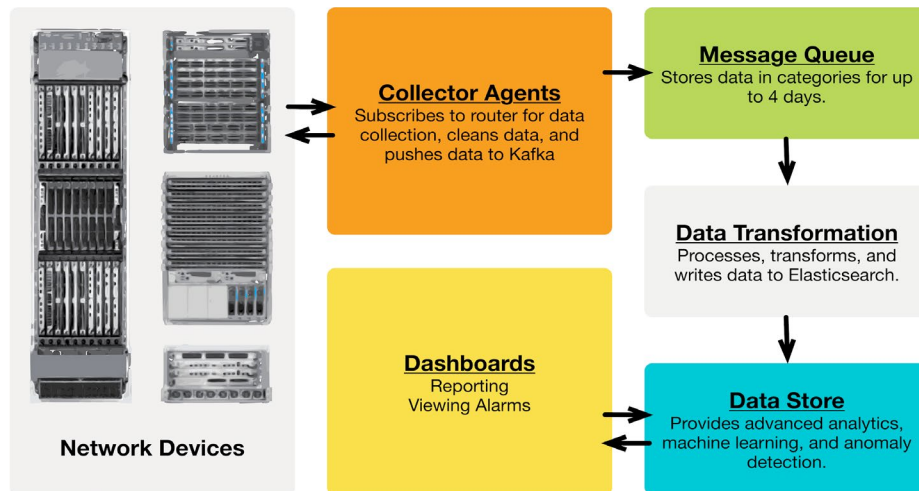 Network Devices
Collector Agents
Subscribes to router for data
collection, cleans data, and
pushes data to Kafka
Message Queue
Stores data in categories for up
to 4 days.
Data Transformation
Processes, transforms, and
writes data to Elasticsearch.
Data Store
Provides advanced analytics,
machine learning, and anomaly
detection.
Dashboards
Reporting
Viewing Alarms